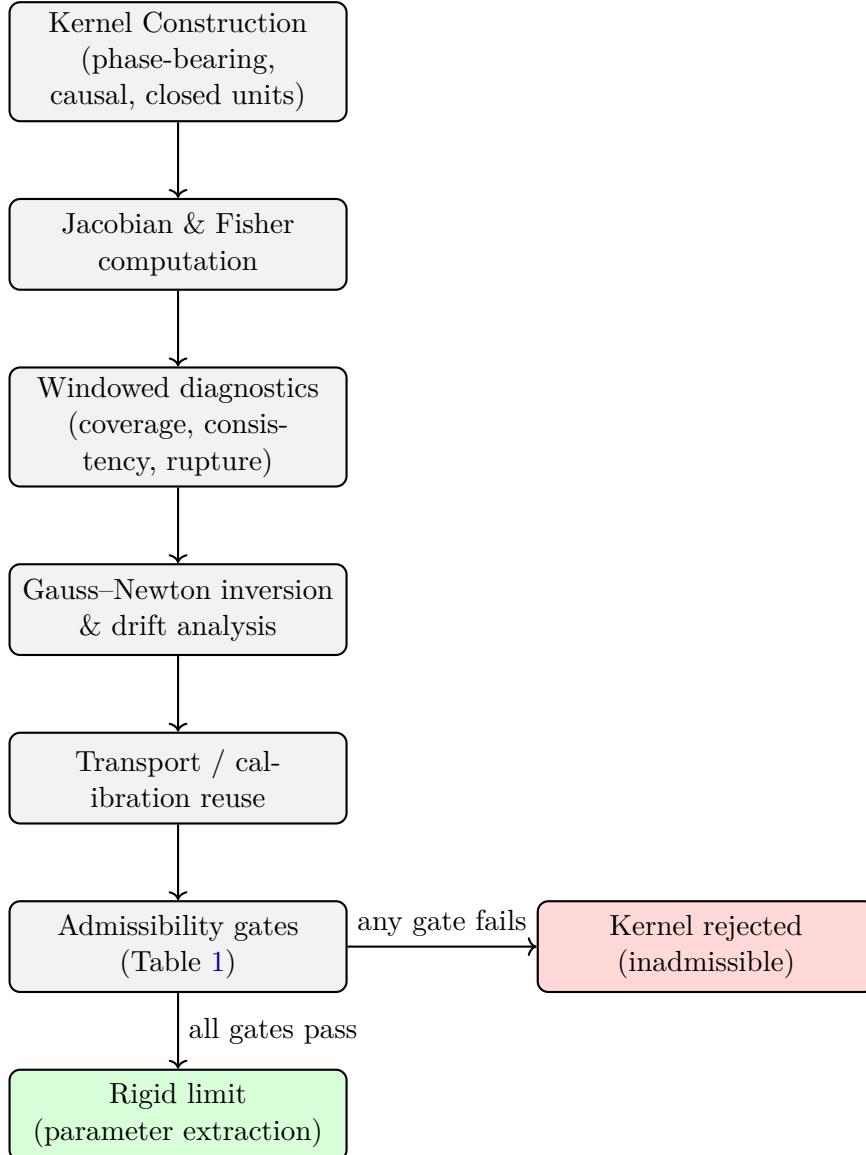 Kernel Construction
(phase-bearing,
causal, closed units)
Jacobian & Fisher
computation
Windowed diagnostics
(coverage, consis-
tency, rupture)
Gauss–Newton inversion
& drift analysis
Transport / cal-
ibration reuse
Admissibility gates
(Table 1)
any gate fails
Kernel rejected
(inadmissible)
all gates pass
Rigid limit
(parameter extraction)